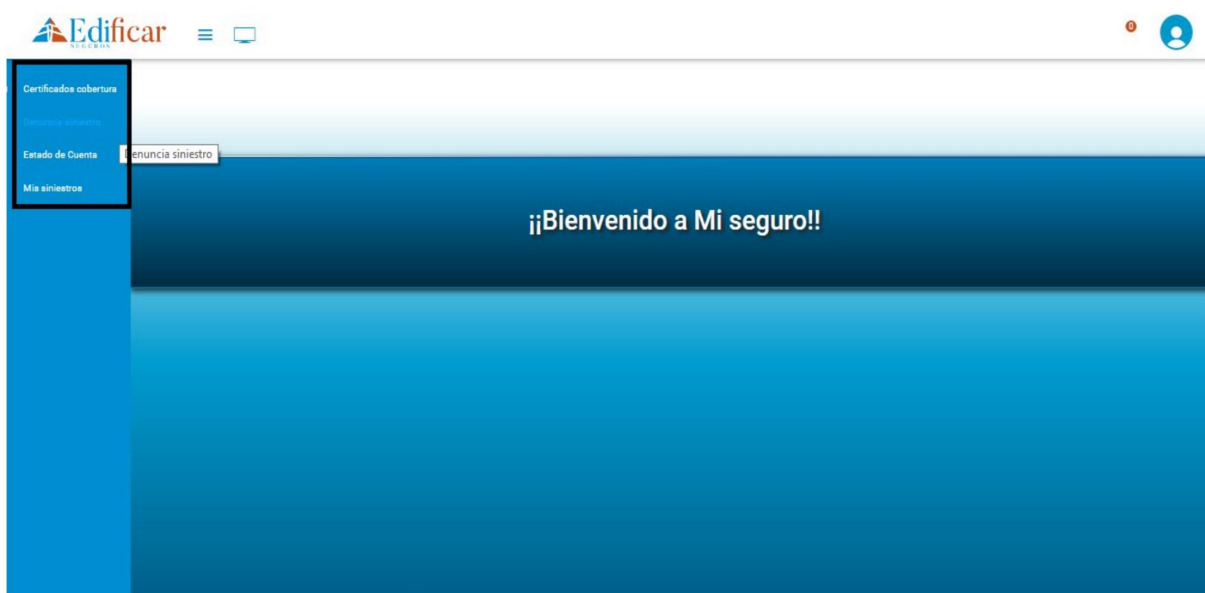 Edificar
SEGUROS
0
Certificados cobertura
Denuncia siniestro
Estado de Cuenta
Denuncia siniestro
Mis siniestros
¡¡Bienvenido a Mi seguro!!